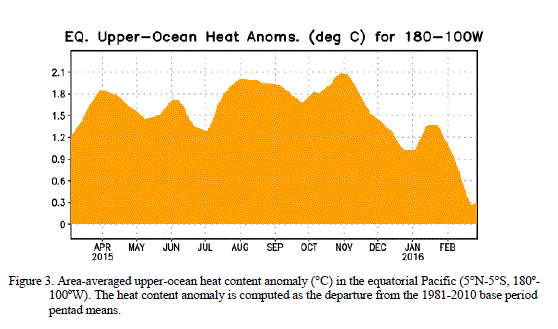 EQ. Upper-Ocean Heat Anoms. (deg C) for 180-100W
2.1
1.8
1.5
1.2
0.9
0.6
0.3
0
APR MAY JUN JUL AUG SEP OCT NOV DEC JAN FEB
2015 2016
Figure 3. Area-averaged upper-ocean heat content anomaly (°C) in the equatorial Pacific (5°N-5°S, 180º-
100ºW). The heat content anomaly is computed as the departure from the 1981-2010 base period
pentad means.